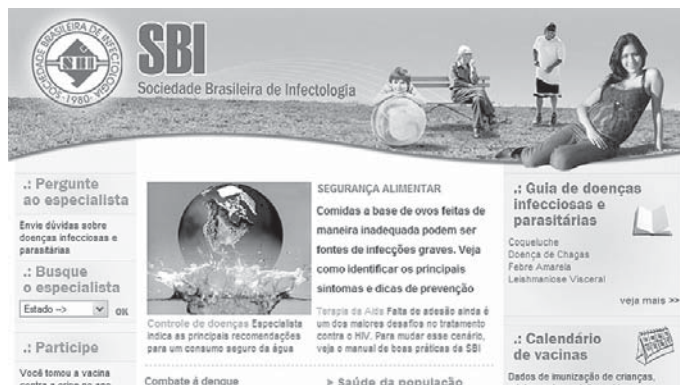 SOCIEDADE BRASILEIRA DE INFECTOLOGIA
SBI
- 1980 -
SBI
Sociedade Brasileira de Infectologia
.: Pergunte
ao especialista
Envie dúvidas sobre
doenças infecciosas e
parasitárias
.: Busque
o especialista
Estado --> OK
.: Participe
Você tomou a vacina
Controle de doenças Especialista
indica as principais recomendações
para um consumo seguro da água
Combate à dengue
SEGURANÇA ALIMENTAR
Comidas a base de ovos feitas de
maneira inadequada podem ser
fontes de infecções graves. Veja
como identificar os principais
sintomas e dicas de prevenção
Terapia da Aids Falta de adesão ainda é
um dos maiores desafios no tratamento
contra o HIV. Para mudar esse cenário,
veja o manual de boas práticas da SBI
> Saúde da população
.: Guia de doenças
infecciosas e
parasitárias
Coqueluche
Doença de Chagas
Febre Amarela
Leishmaniose Visceral
veja mais >>
.: Calendário
de vacinas
Dados de imunização de crianças,